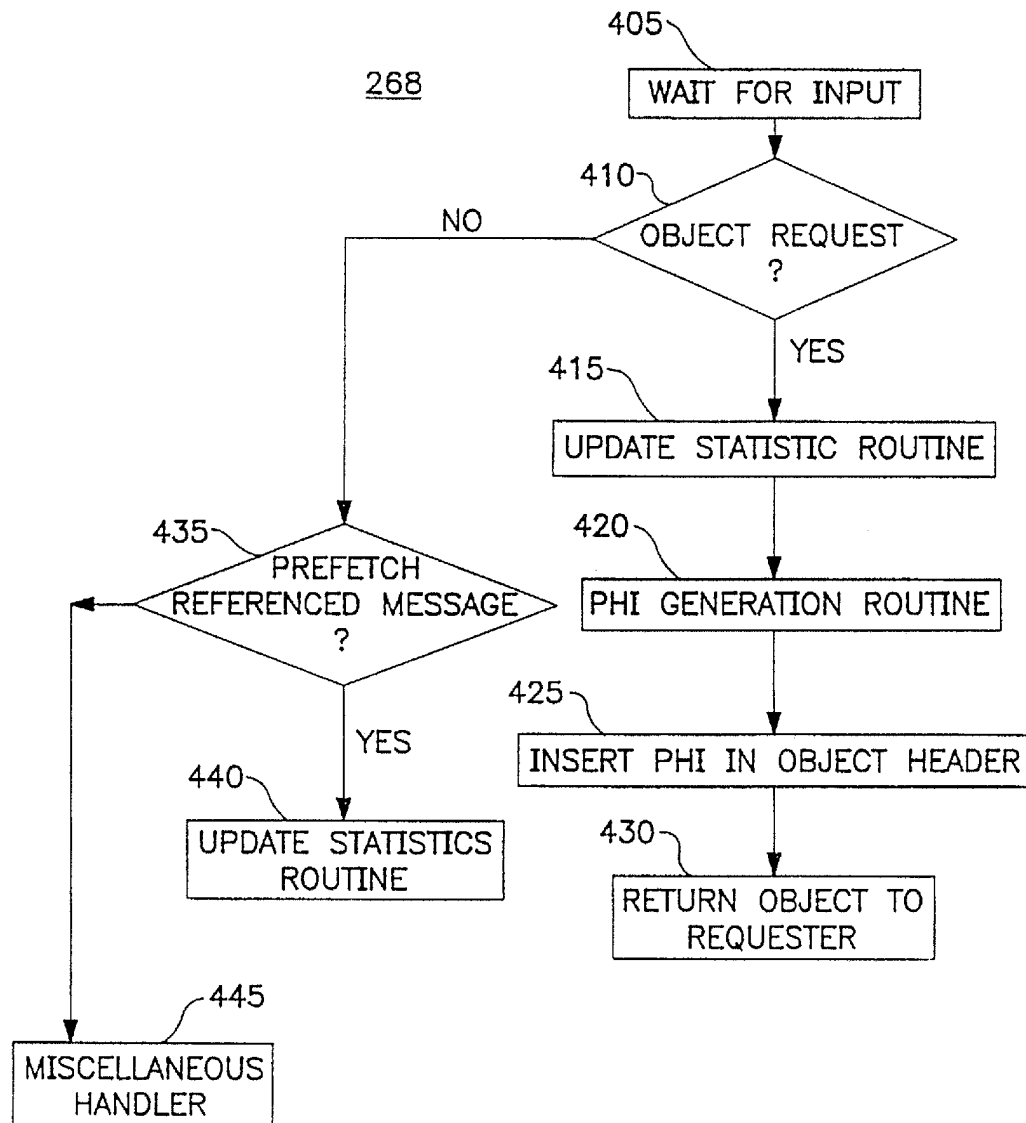 405
268
WAIT FOR INPUT
410
NO
OBJECT REQUEST
?
YES
415
UPDATE STATISTIC ROUTINE
435
PREFETCH
REFERENCED MESSAGE
?
420
PHI GENERATION ROUTINE
YES
425
INSERT PHI IN OBJECT HEADER
440
UPDATE STATISTICS
ROUTINE
430
RETURN OBJECT TO
REQUESTER
445
MISCELLANEOUS
HANDLER